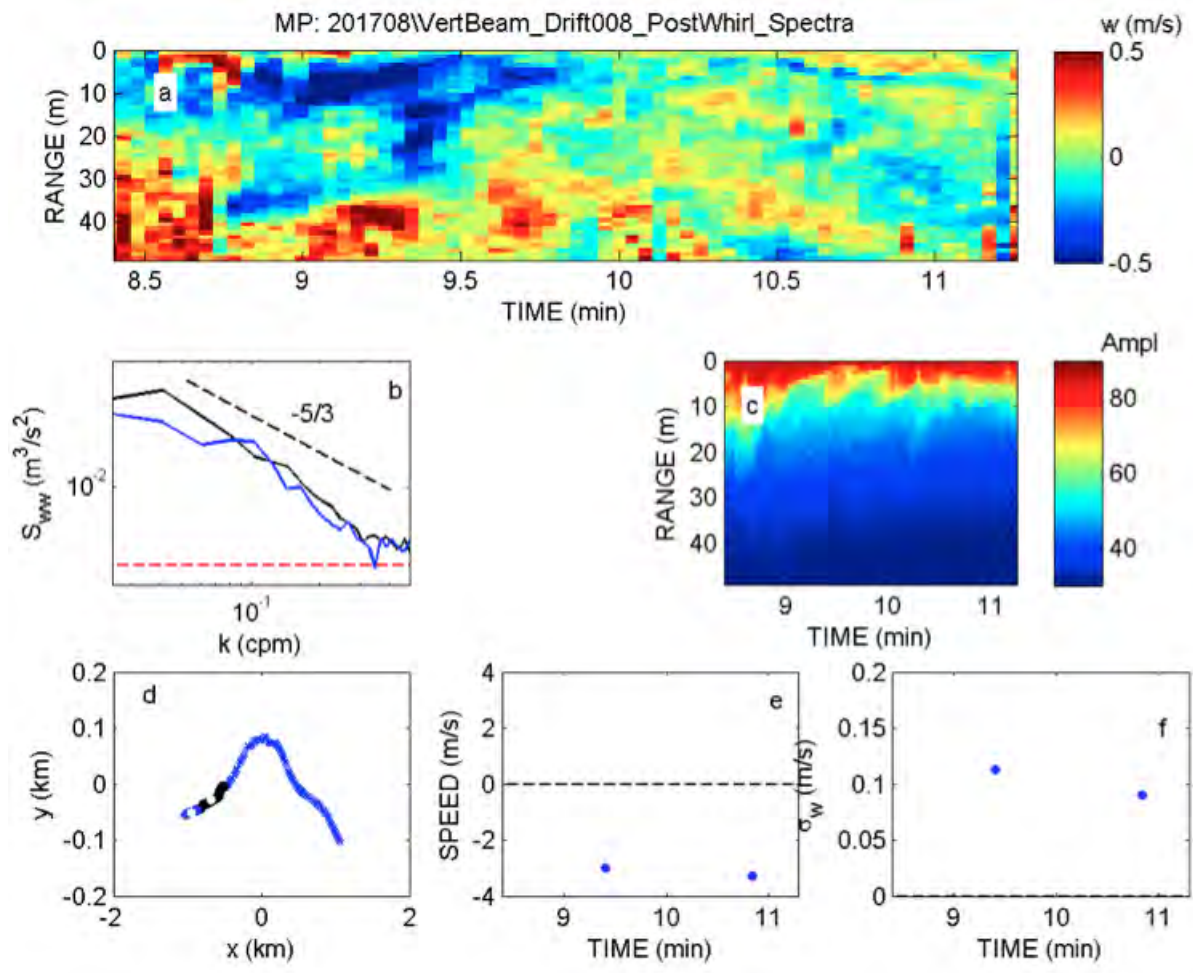 MP: 201708\VertBeam_Drift008_PostWhirl_Spectra
w (m/s)
a
0
10
20
30
40
RANGE (m)
8.5
9
9.5
10
10.5
11
TIME (min)
0.5
0
-0.5
b
-5/3
10^-2
S_ww (m^3/s^2)
10^-1
k (cpm)
Ampl
c
0
10
20
30
40
RANGE (m)
9
10
11
TIME (min)
80
60
40
d
0.2
0.1
0
-0.1
-0.2
y (km)
-2
0
2
x (km)
e
4
2
0
-2
-4
SPEED (m/s)
9
10
11
TIME (min)
f
0.2
0.15
0.1
0.05
0
σ_w (m/s)
9
10
11
TIME (min)